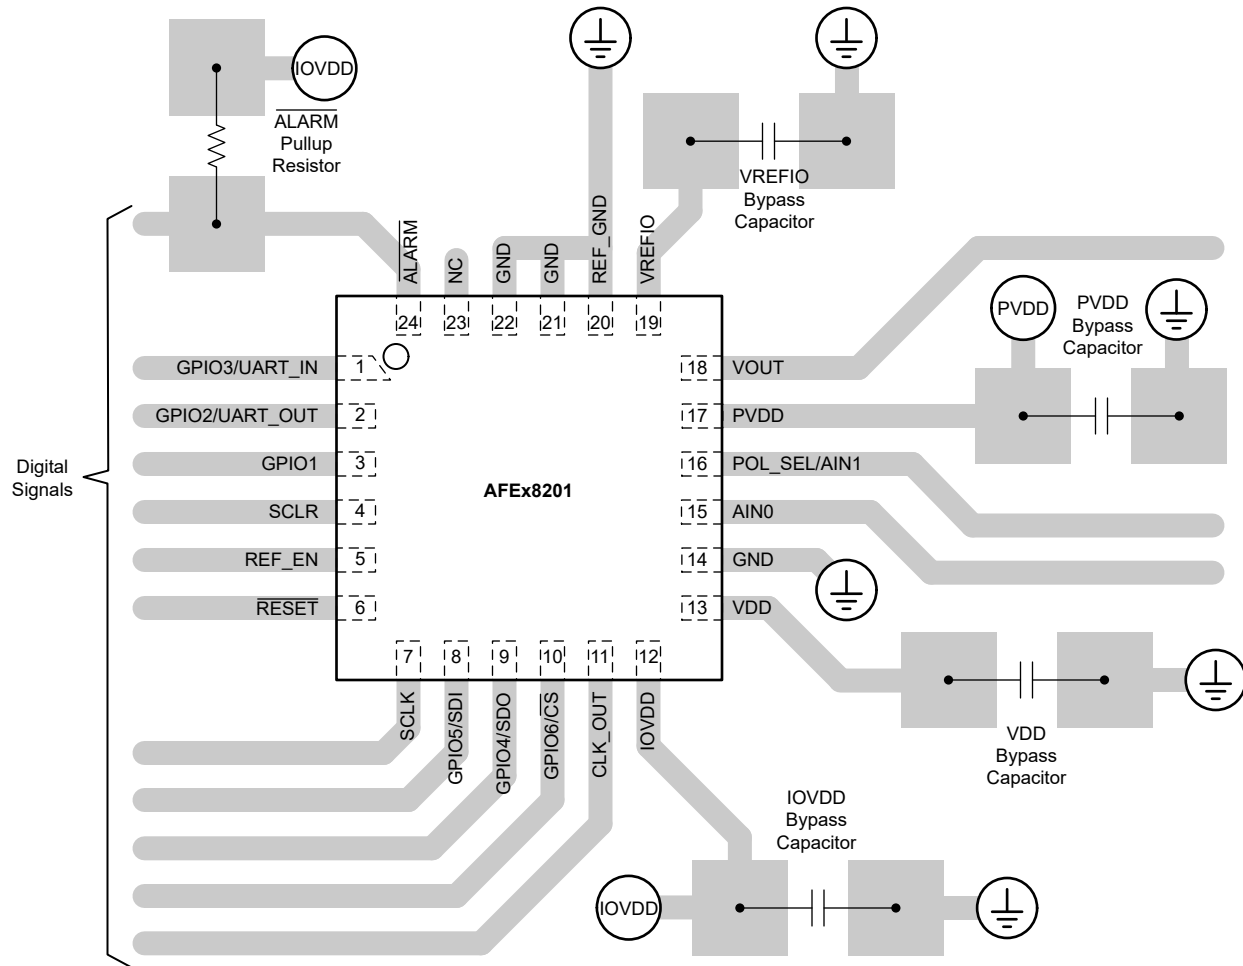 IOVDD
ALARM
Pullup
Resistor
VREFIO
Bypass
Capacitor
ALARM
NC
GND
GND
REF_GND
VREFIO
24
23
22
21
20
19
PVDD
PVDD
Bypass
Capacitor
GPIO3/UART_IN 1
GPIO2/UART_OUT 2
GPIO1 3
SCLR 4
REF_EN 5
RESET 6
Digital
Signals
AFEx8201
18 VOUT
17 PVDD
16 POL_SEL/AIN1
15 AIN0
14 GND
13 VDD
7
8
9
10
11
12
SCLK
GPIO5/SDI
GPIO4/SDO
GPIO6/CS
CLK_OUT
IOVDD
VDD
Bypass
Capacitor
IOVDD
Bypass
Capacitor
IOVDD